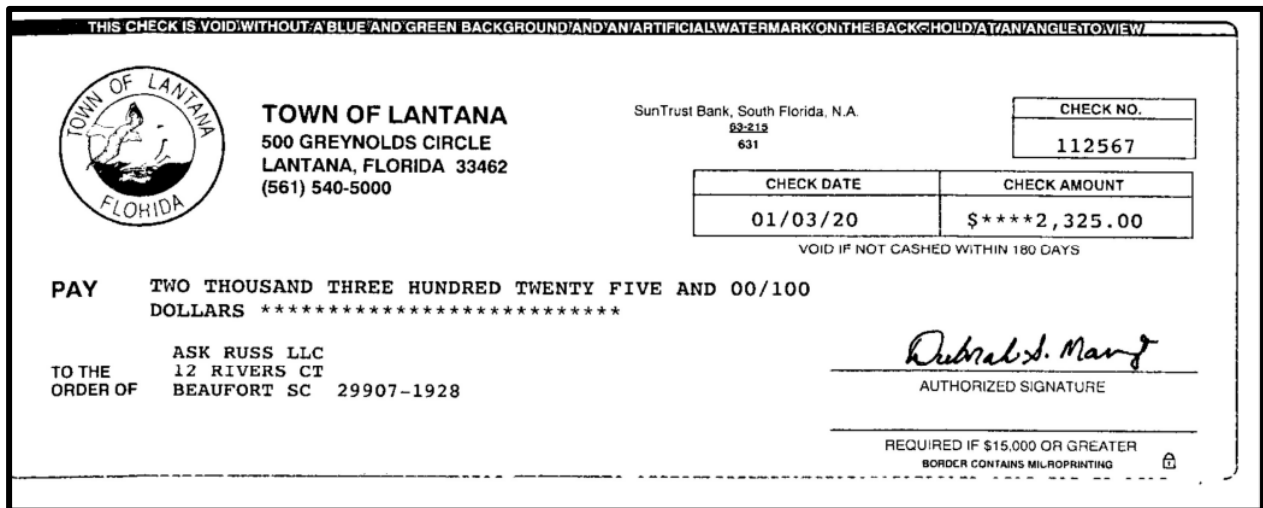 THIS CHECK IS VOID WITHOUT A BLUE AND GREEN BACKGROUND AND AN ARTIFICIAL WATERMARK ON THE BACK - HOLD AT AN ANGLE TO VIEW
TOWN OF LANTANA
FLORIDA
TOWN OF LANTANA
500 GREYNOLDS CIRCLE
LANTANA, FLORIDA 33462
(561) 540-5000
SunTrust Bank, South Florida, N.A.
63-215
631
CHECK NO.
112567
CHECK DATE
CHECK AMOUNT
01/03/20
$****2,325.00
VOID IF NOT CASHED WITHIN 180 DAYS
PAY TWO THOUSAND THREE HUNDRED TWENTY FIVE AND 00/100
DOLLARS ***************************
TO THE
ORDER OF
ASK RUSS LLC
12 RIVERS CT
BEAUFORT SC 29907-1928
Deborah S. Man
AUTHORIZED SIGNATURE
REQUIRED IF $15,000 OR GREATER
BORDER CONTAINS MICROPRINTING